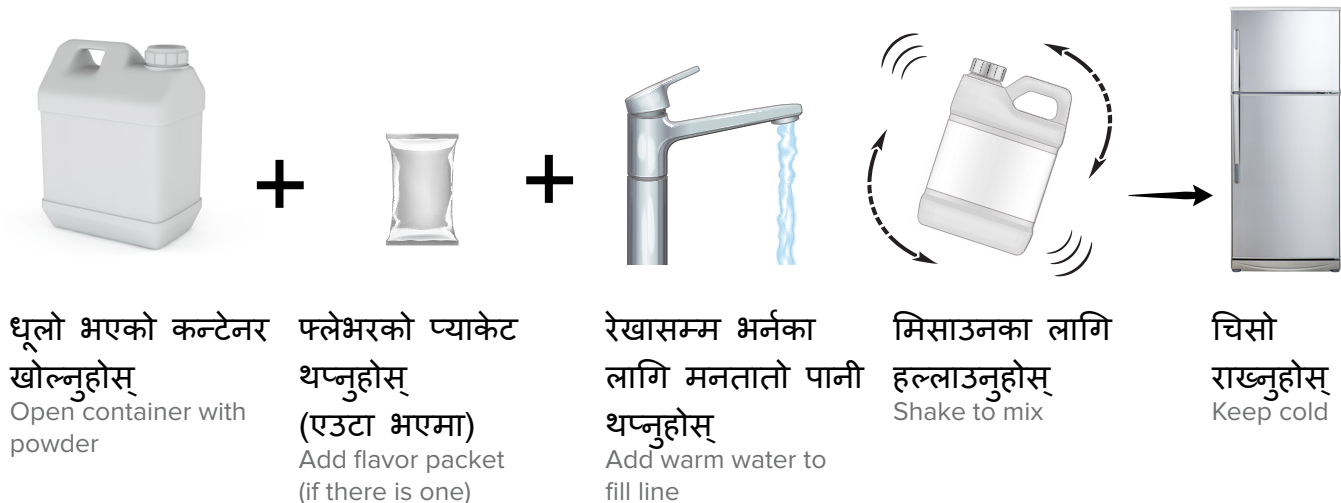 धूलो भएको कन्टेनर
खोल्नुहोस्
Open container with
powder
फ्लेभरको प्याकेट
थप्नुहोस्
(एउटा भएमा)
Add flavor packet
(if there is one)
रेखासम्म भर्नका
लागि मनतातो पानी
थप्नुहोस्
Add warm water to
fill line
मिसाउनका लागि
हल्लाउनुहोस्
Shake to mix
चिसो
राख्नुहोस्
Keep cold